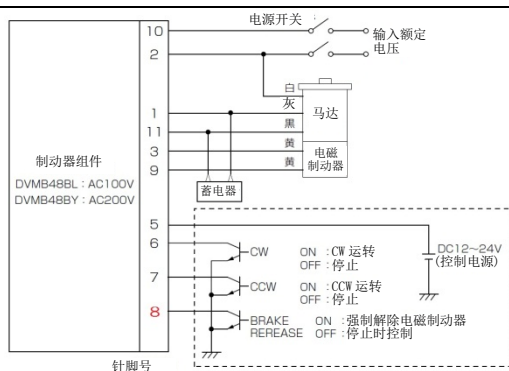 电源开关
10
输入额定
电压
2
白
灰
马达
1
黑
11
黄
3
电磁
制动器
黄
9
制动器组件
DVMB48BL：AC100V
DVMB48BY：AC200V
蓄电器
5
6
CW ON ：CW 运转
OFF：停止
DC12～24V
(控制电源)
7
CCW ON ：CCW 运转
OFF：停止
8
BRAKE ON ：强制解除电磁制动器
REREASE OFF：停止时控制
针脚号